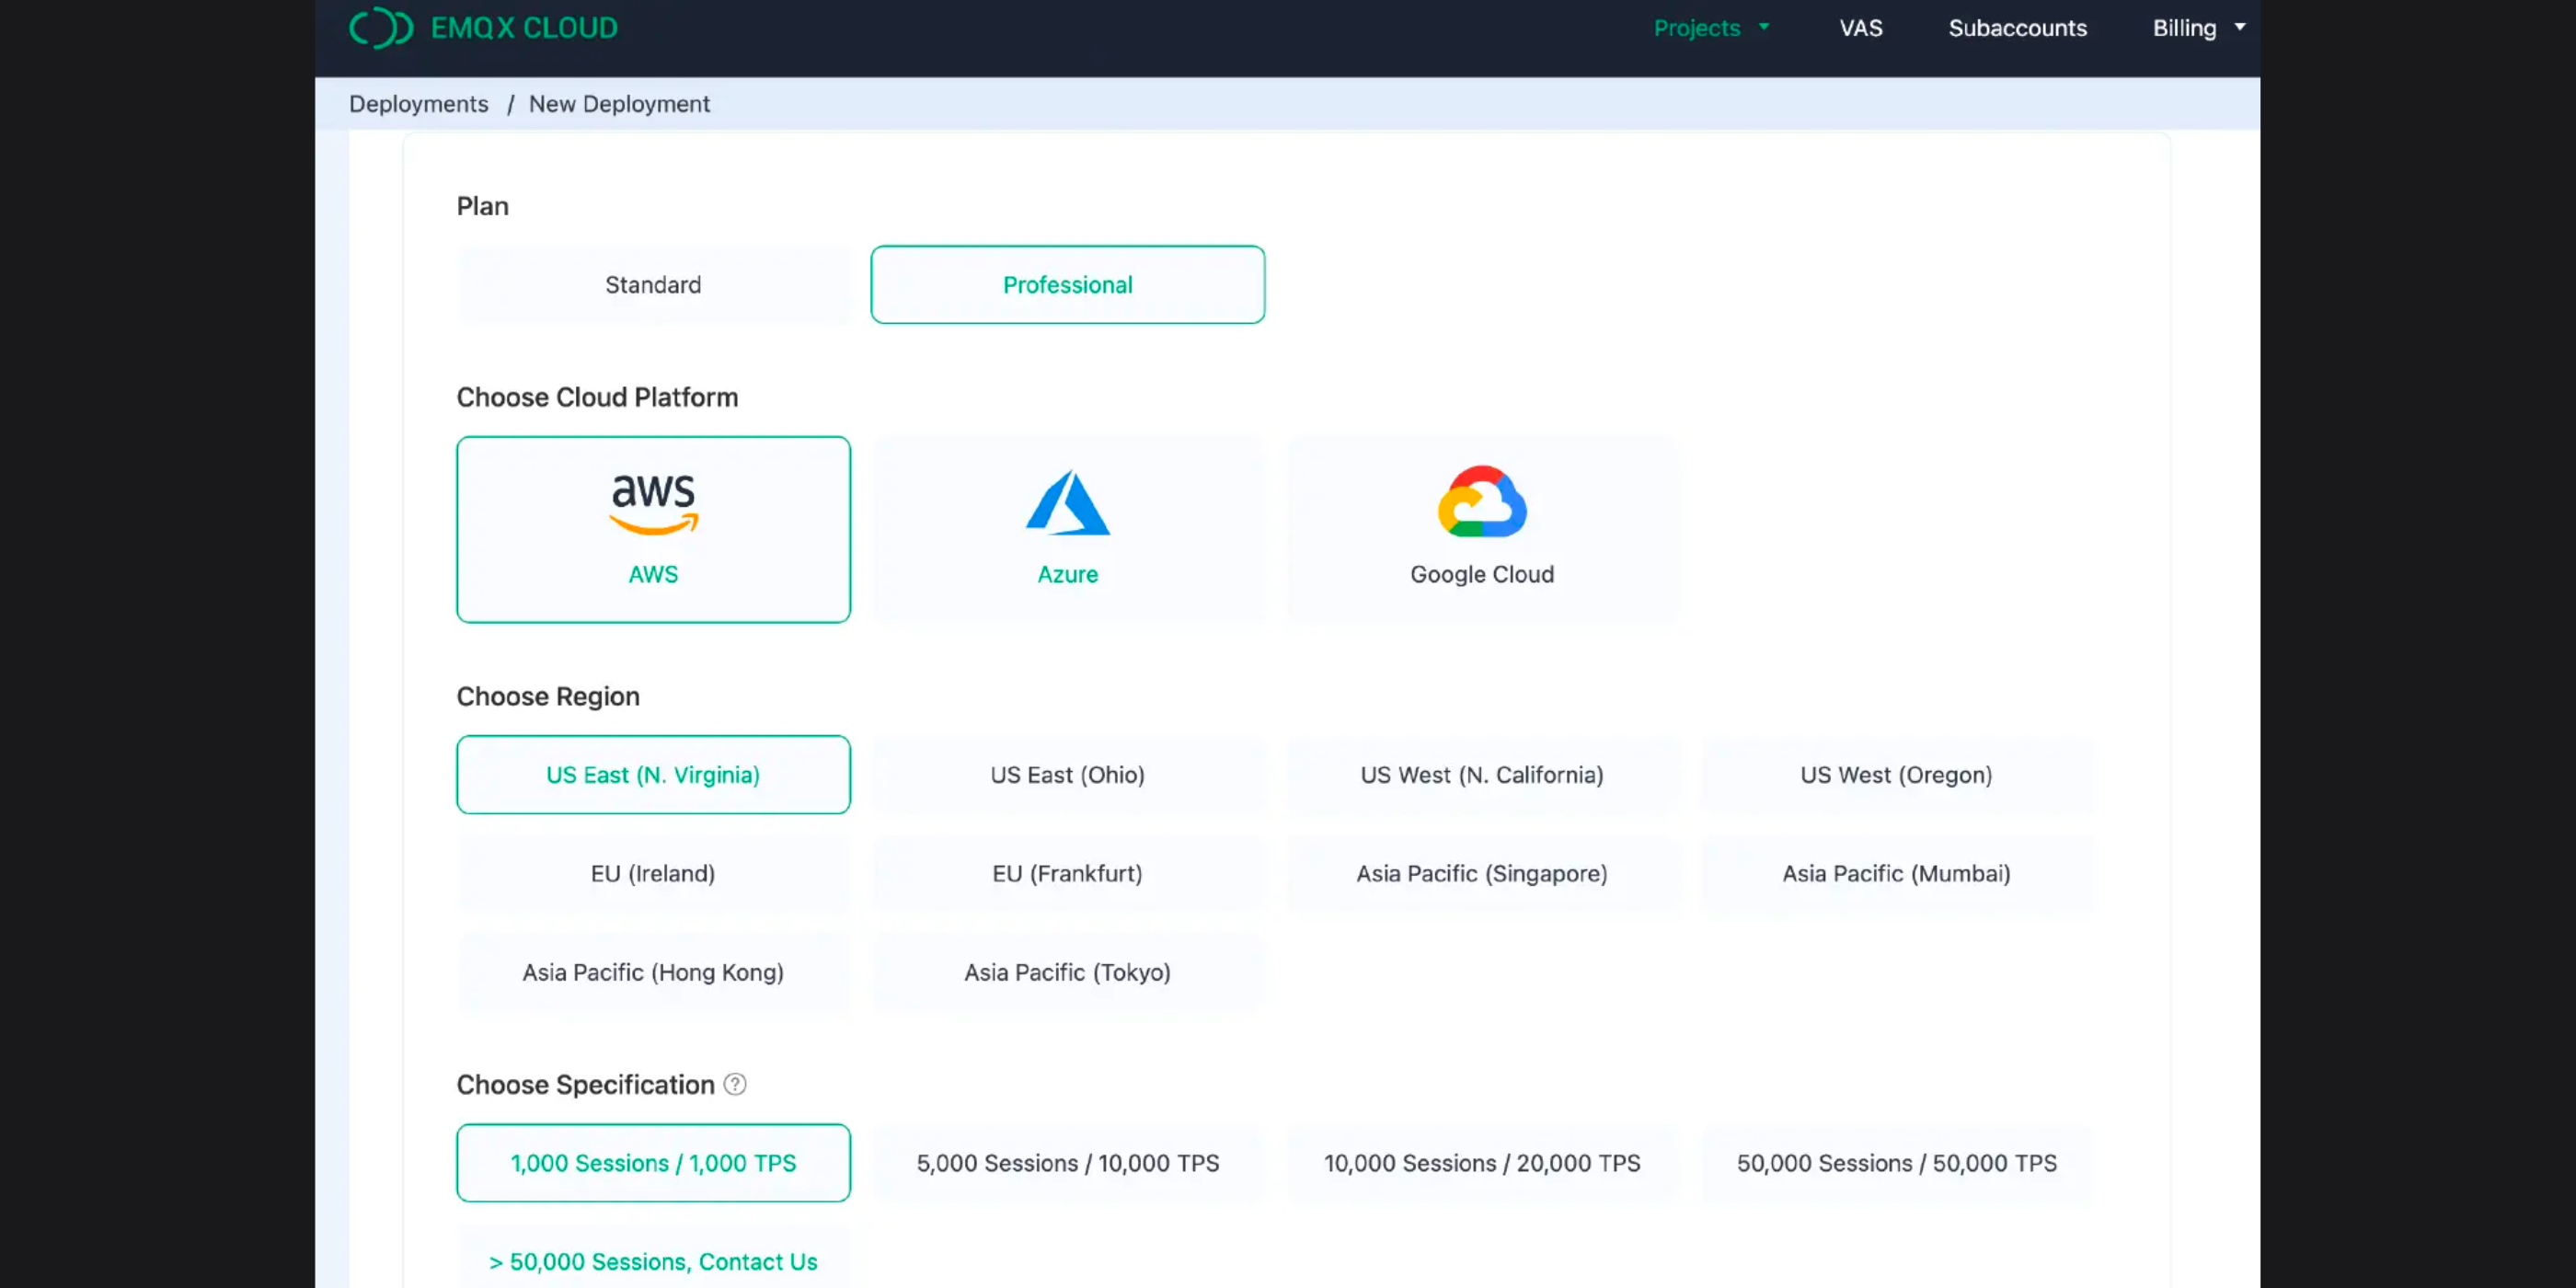 EMQX CLOUD Projects VAS Subaccounts Billing
Deployments / New Deployment
Plan
Standard Professional
Choose Cloud Platform
aws
AWS Azure Google Cloud
Choose Region
US East (N. Virginia) US East (Ohio) US West (N. California) US West (Oregon)
EU (Ireland) EU (Frankfurt) Asia Pacific (Singapore) Asia Pacific (Mumbai)
Asia Pacific (Hong Kong) Asia Pacific (Tokyo)
Choose Specification ?
1,000 Sessions / 1,000 TPS 5,000 Sessions / 10,000 TPS 10,000 Sessions / 20,000 TPS 50,000 Sessions / 50,000 TPS
> 50,000 Sessions, Contact Us